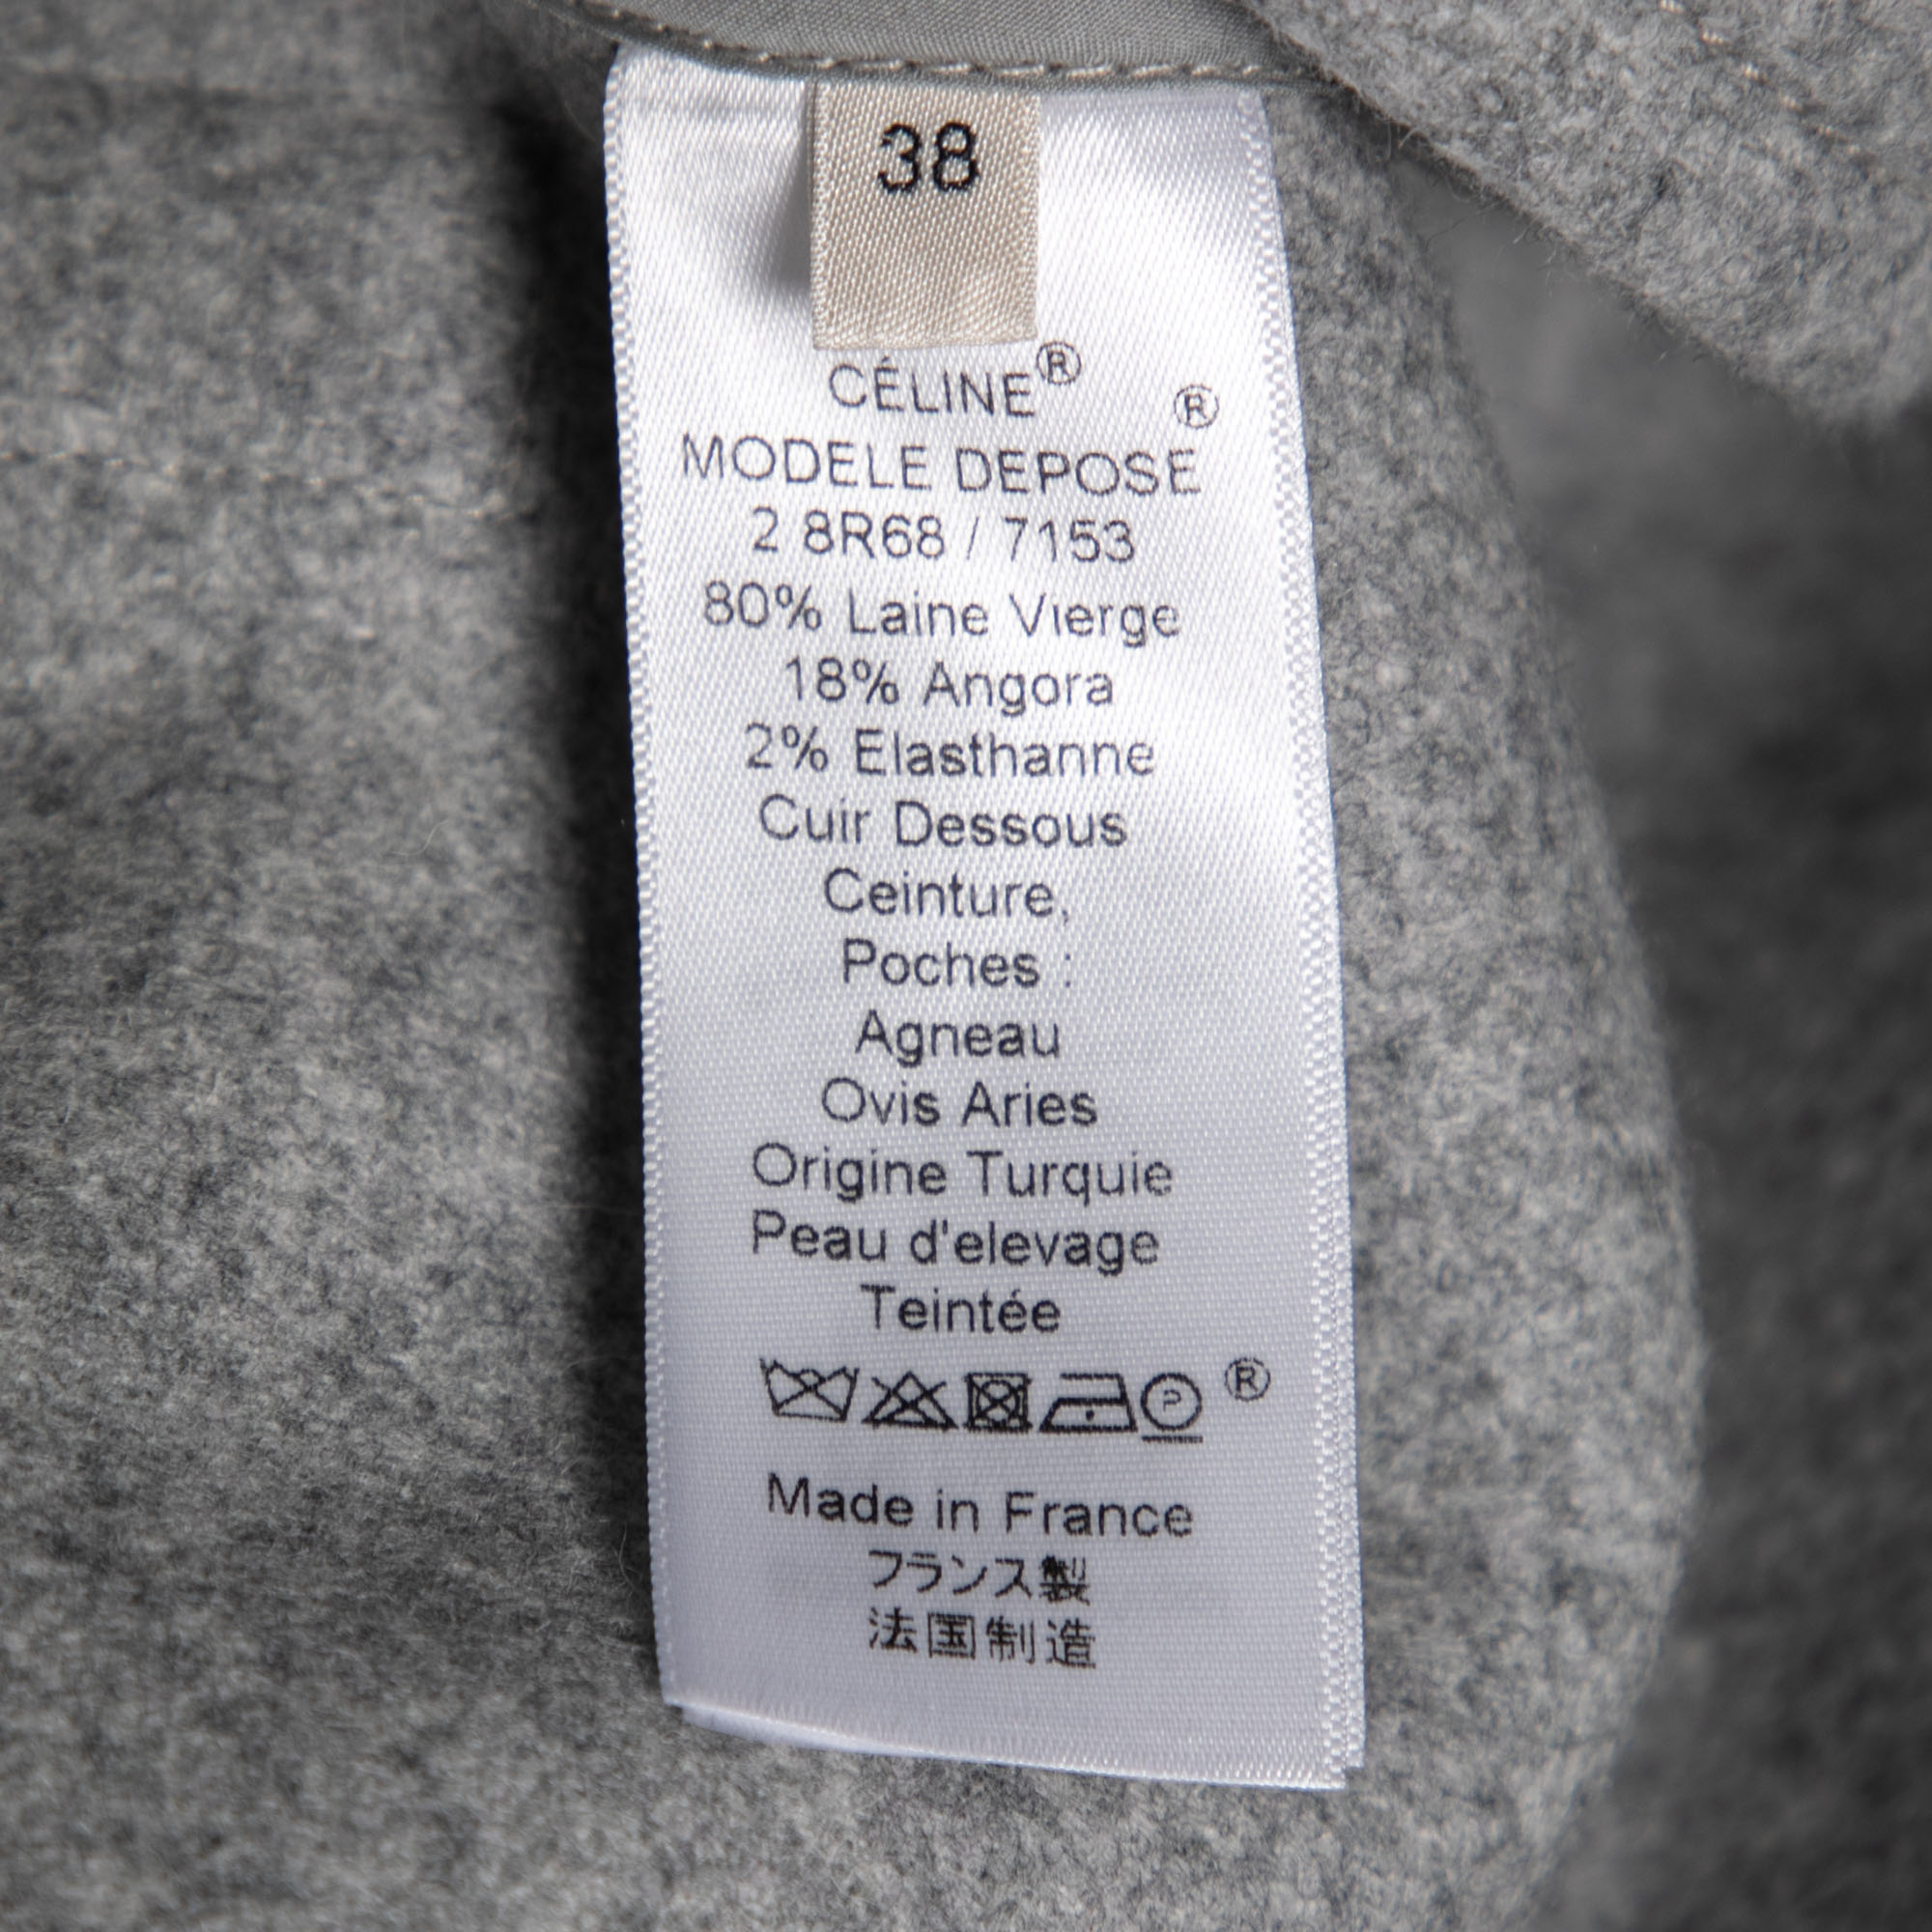 38
CÉLINE®
®
MODELE DEPOSE
2 8R68 / 7153
80% Laine Vierge
18% Angora
2% Elasthanne
Cuir Dessous
Ceinture,
Poches :
Agneau
Ovis Aries
Origine Turquie
Peau d'elevage
Teintée
P ®
Made in France
フランス製
法国制造